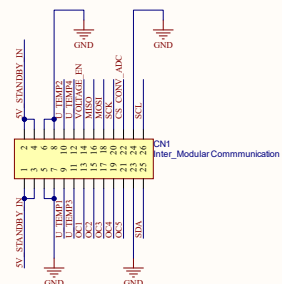 GND
GND
5V_STANDBY_IN
U_TEMP2
U_TEMP4
VOLTAGE_EN
MISO
MOSI
SCK
CS_CONV_ADC
SCL
2 4 6 8 10 12 14 16 18 20 22 24 26
CN1
Inter_Modular Commmunication
1 3 5 7 9 11 13 15 17 19 21 23 25
5V_STANDBY_IN
U_TEMP1
U_TEMP3
OC1
OC2
OC3
OC4
OC5
SDA
GND
GND